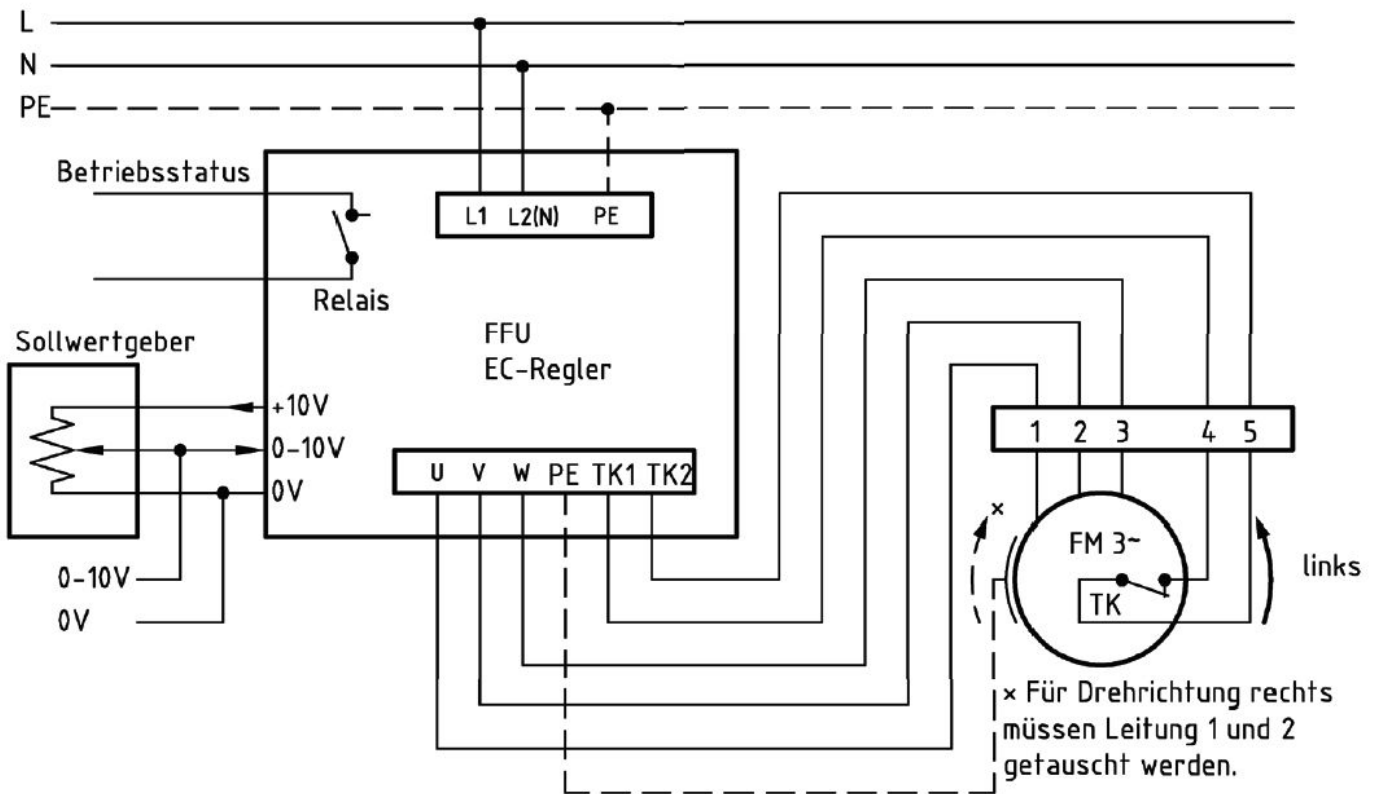 L
N
PE
Betriebsstatus
L1 L2(N) PE
Relais
FFU
EC-Regler
Sollwertgeber
+10V
0-10V
0V
U V W PE TK1 TK2
0-10V
0V
1 2 3 4 5
×
FM 3~
TK
links
× Für Drehrichtung rechts
müssen Leitung 1 und 2
getauscht werden.